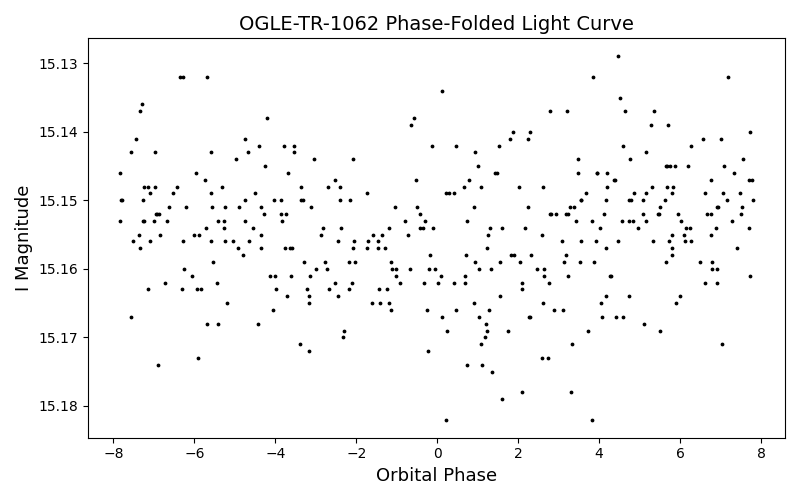 OGLE-TR-1062 Phase-Folded Light Curve
15.13
15.14
15.15
15.16
15.17
15.18
I Magnitude
−8 −6 −4 −2 0 2 4 6 8
Orbital Phase